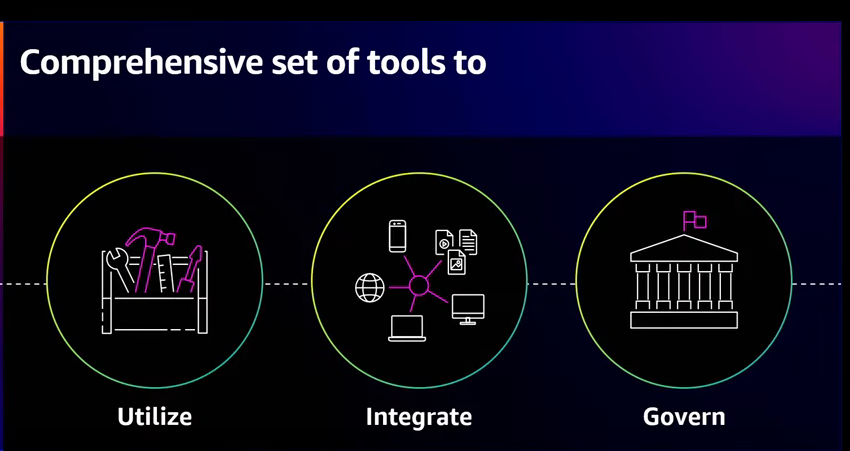 Comprehensive set of tools to
Utilize
Integrate
Govern